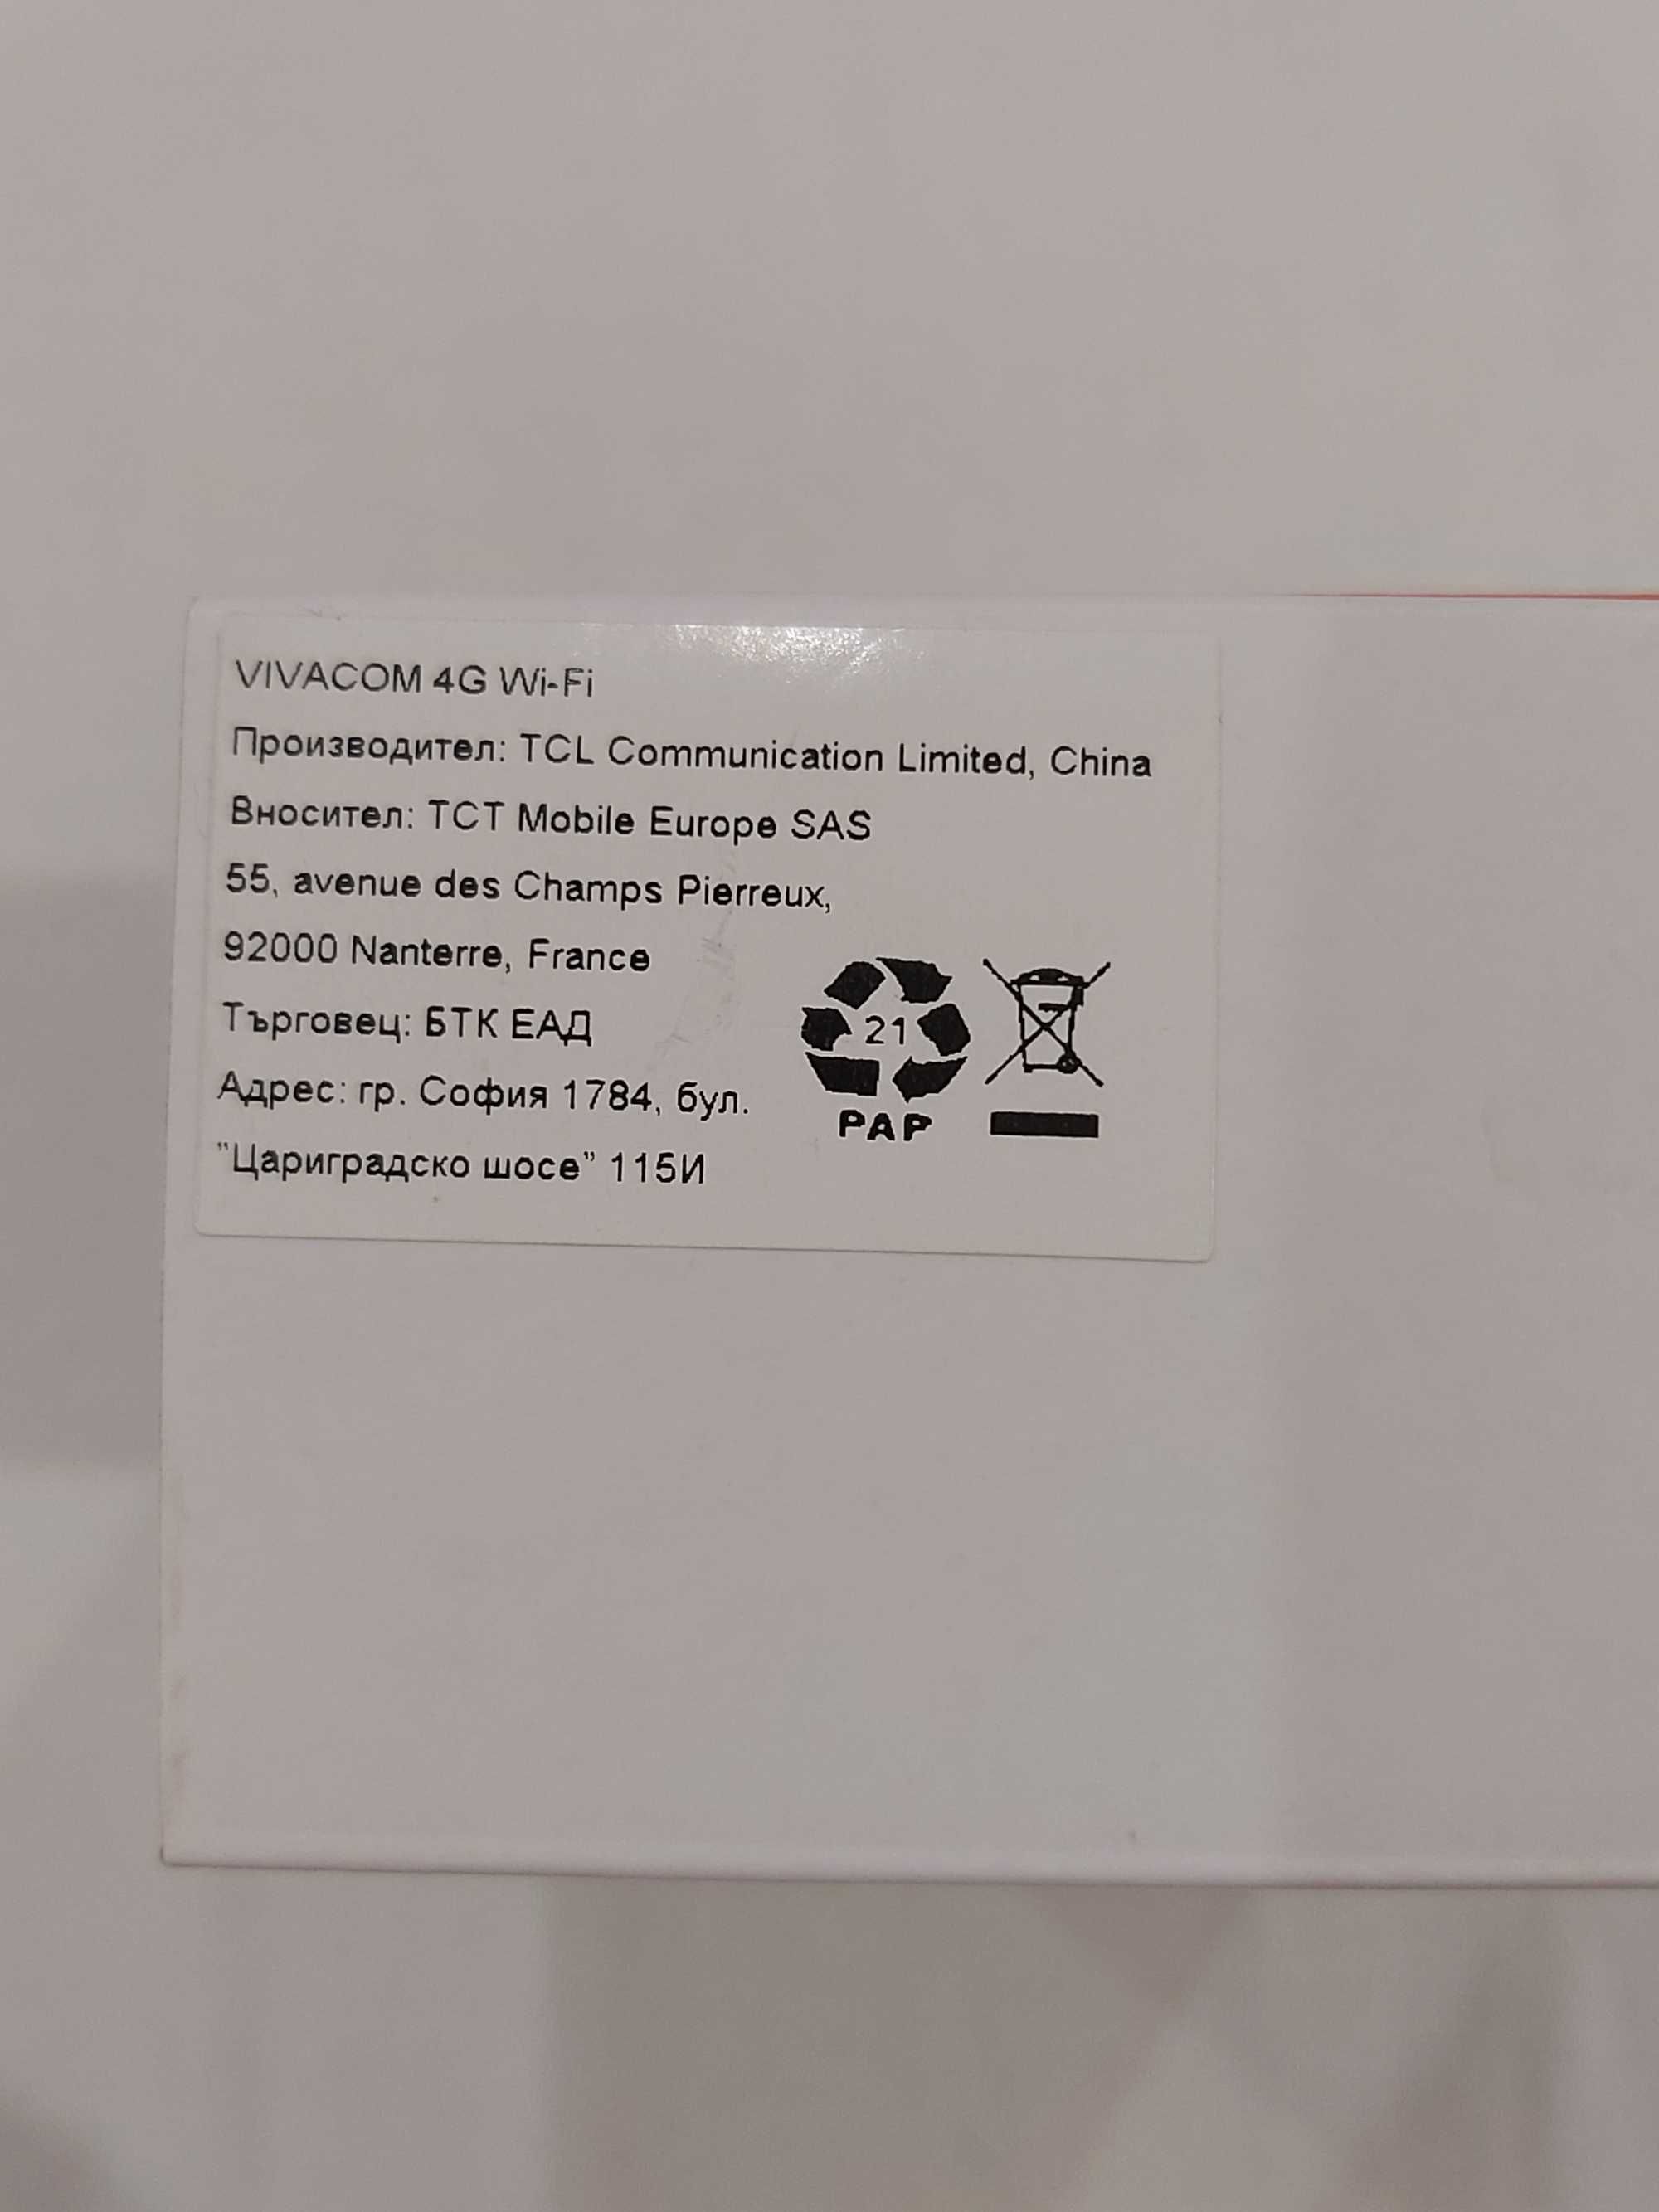 VIVACOM 4G Wi-Fi
Производител: TCL Communication Limited, China
Вносител: TCT Mobile Europe SAS
55, avenue des Champs Pierreux,
92000 Nanterre, France
Търговец: БТК ЕАД
Адрес: гр. София 1784, бул.
"Цариградско шосе" 115И
21
PAP